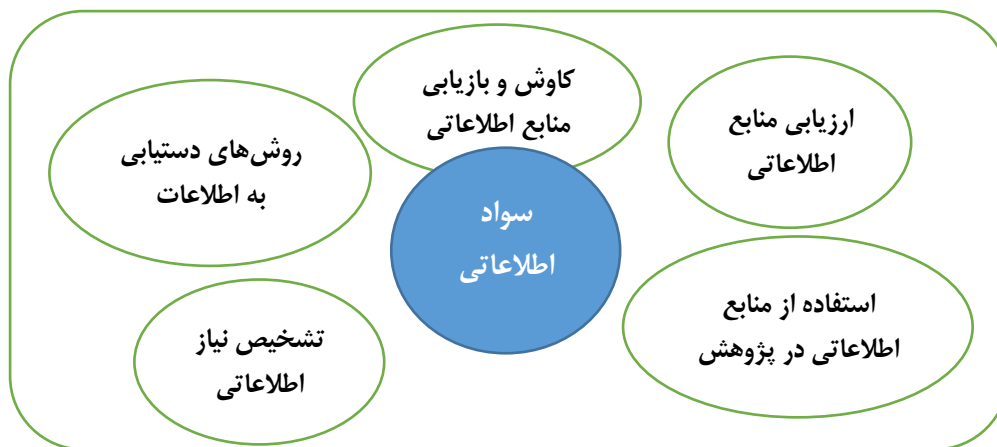 کاوش و بازیابی
منابع اطلاعاتی
ارزیابی منابع
اطلاعاتی
روش‌های دستیابی
به اطلاعات
سواد
اطلاعاتی
استفاده از منابع
اطلاعاتی در پژوهش
تشخیص نیاز
اطلاعاتی